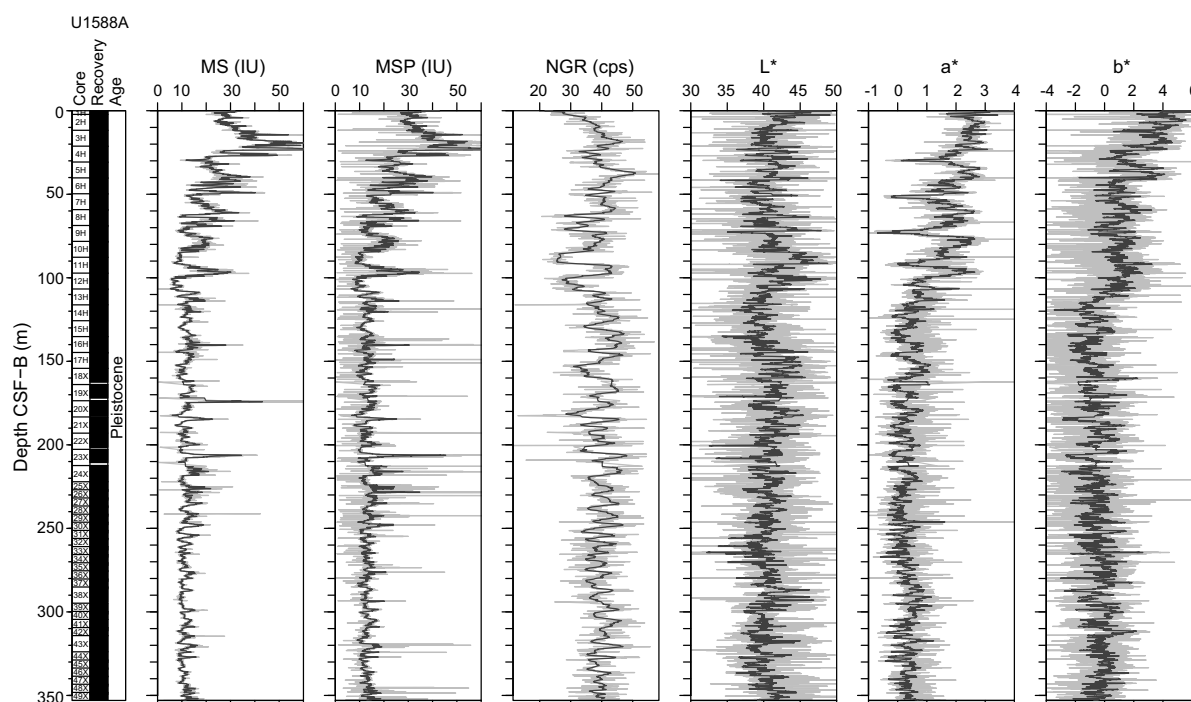 U1588A
Core Recovery Age
MS (IU) MSP (IU) NGR (cps) L* a* b*
0 10 30 50 0 10 30 50 20 30 40 50 30 35 40 45 50 -1 0 1 2 3 4 -4 -2 0 2 4 6
Depth CSF−B (m)
0
50
100
150
200
250
300
350
Pleistocene
2H
3H
4H
5H
6H
7H
8H
9H
10H
11H
12H
13H
14H
15H
16H
17H
18X
19X
20X
21X
22X
23X
24X
25X
26X
27X
28X
29X
30X
31X
32X
33X
34X
35X
36X
37X
38X
39X
40X
41X
42X
43X
44X
45X
46X
47X
48X
49X